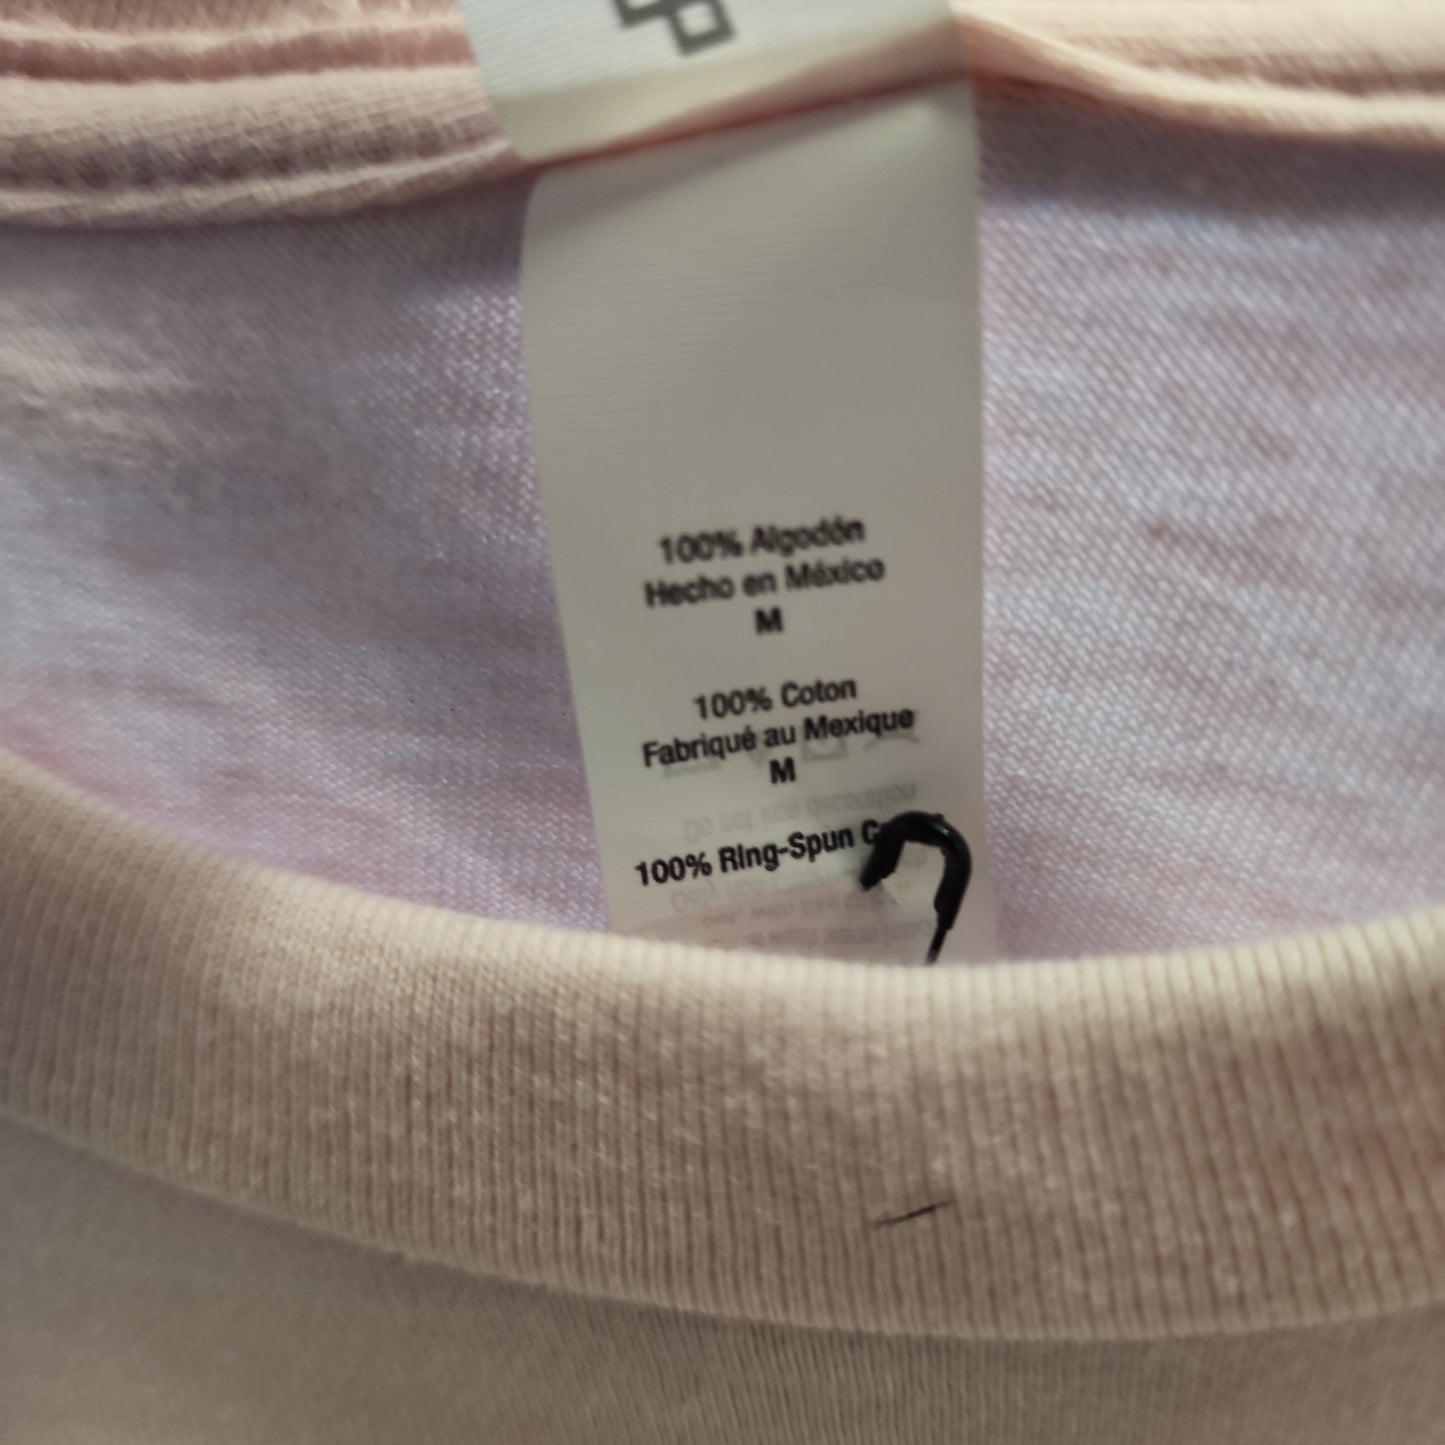 100% Algodón
Hecho en México
M
100% Coton
Fabriqué au Mexique
M
100% Ring-Spun